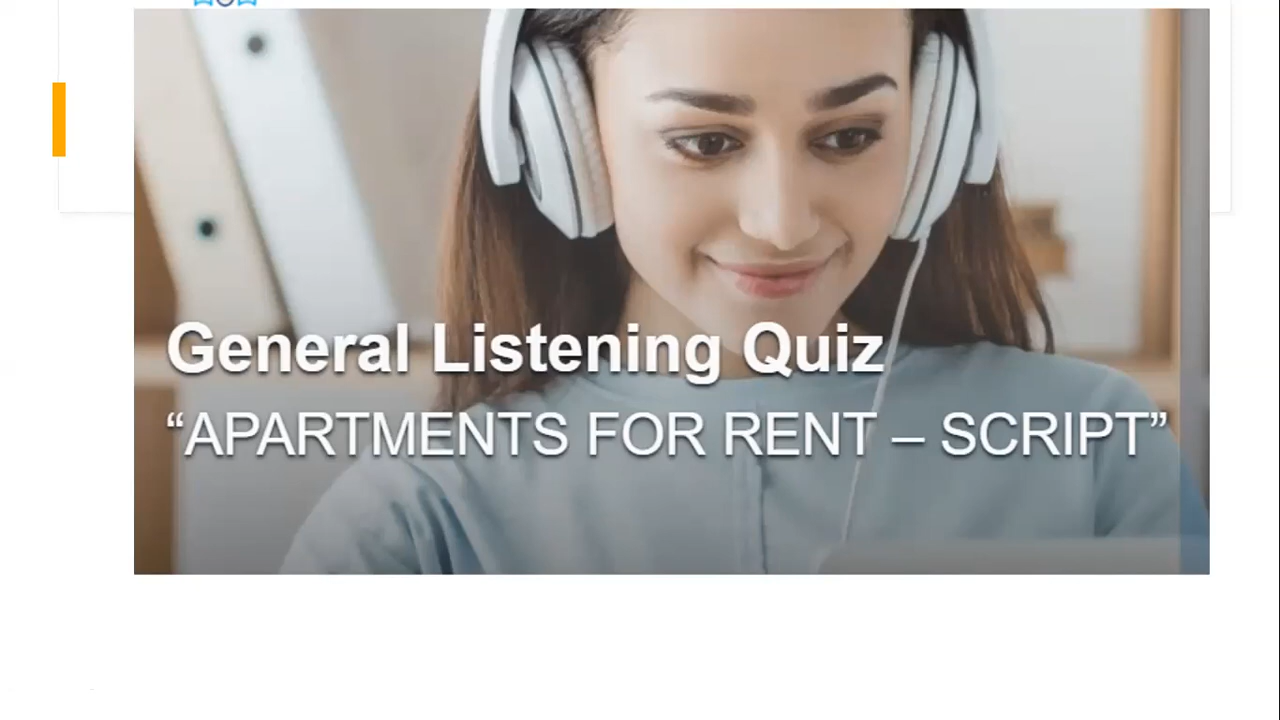 General Listening Quiz
“APARTMENTS FOR RENT – SCRIPT”